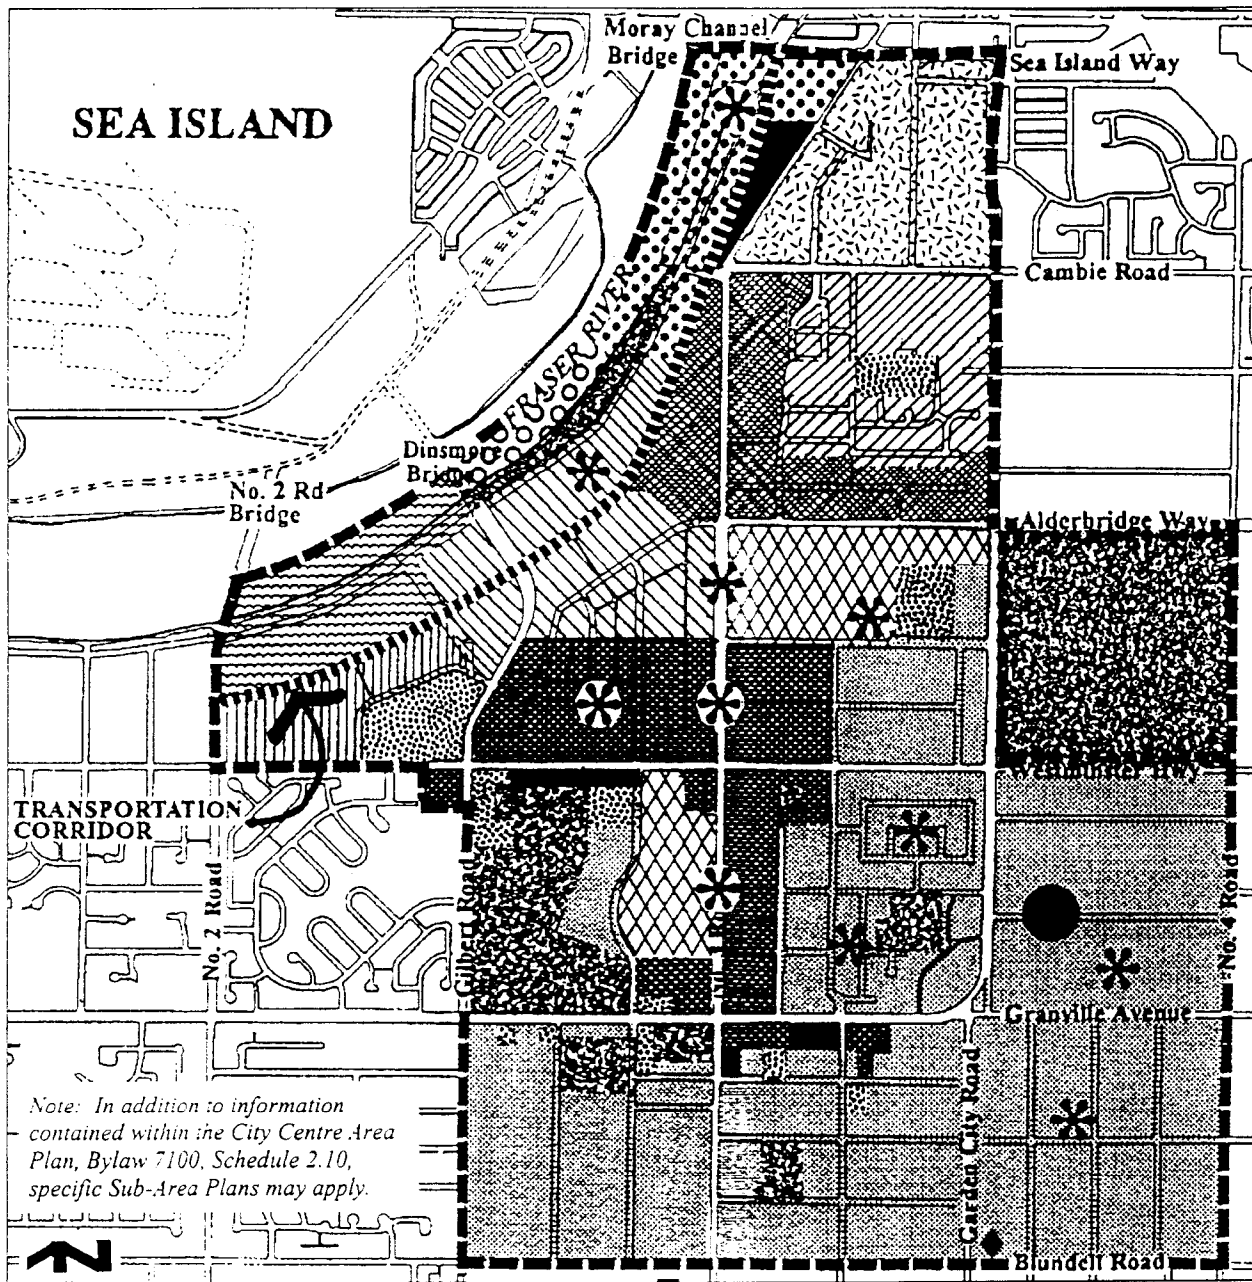 Moray Channel
Bridge
Sea Island Way
SEA ISLAND
Cambie Road
FRASER RIVER
Dinsmore
Bridge
No. 2 Rd
Bridge
Alderbridge Way
Westminster Hwy
TRANSPORTATION
CORRIDOR
No. 2 Road
Gilbert Road
No. 4 Road
Granville Avenue
Garden City Road
Note: In addition to information
contained within the City Centre Area
Plan, Bylaw 7100, Schedule 2.10,
specific Sub-Area Plans may apply.
N
Blundell Road